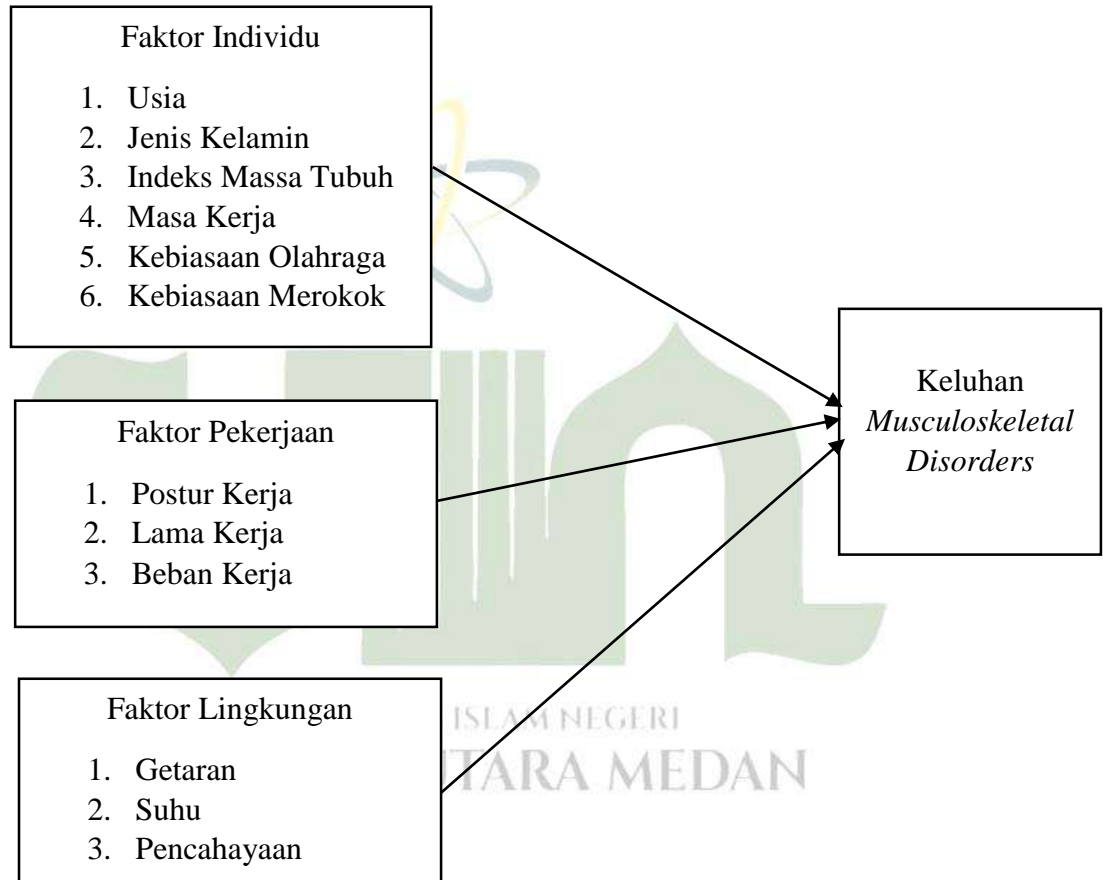 Faktor Individu
1. Usia
2. Jenis Kelamin
3. Indeks Massa Tubuh
4. Masa Kerja
5. Kebiasaan Olahraga
6. Kebiasaan Merokok
Faktor Pekerjaan
1. Postur Kerja
2. Lama Kerja
3. Beban Kerja
Faktor Lingkungan
1. Getaran
2. Suhu
3. Pencahayaan
Keluhan
Musculoskeletal
Disorders
ISLAM NEGERI
MEDAN